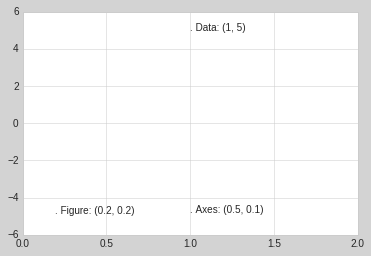 6
. Data: (1, 5)
4
2
0
−2
−4
. Figure: (0.2, 0.2) . Axes: (0.5, 0.1)
−6
0.0 0.5 1.0 1.5 2.0